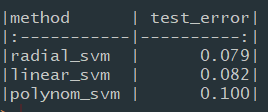 |method      | test_error|
|:-----------|----------:|
|radial_svm  |      0.079|
|linear_svm  |      0.082|
|polynom_svm |      0.100|